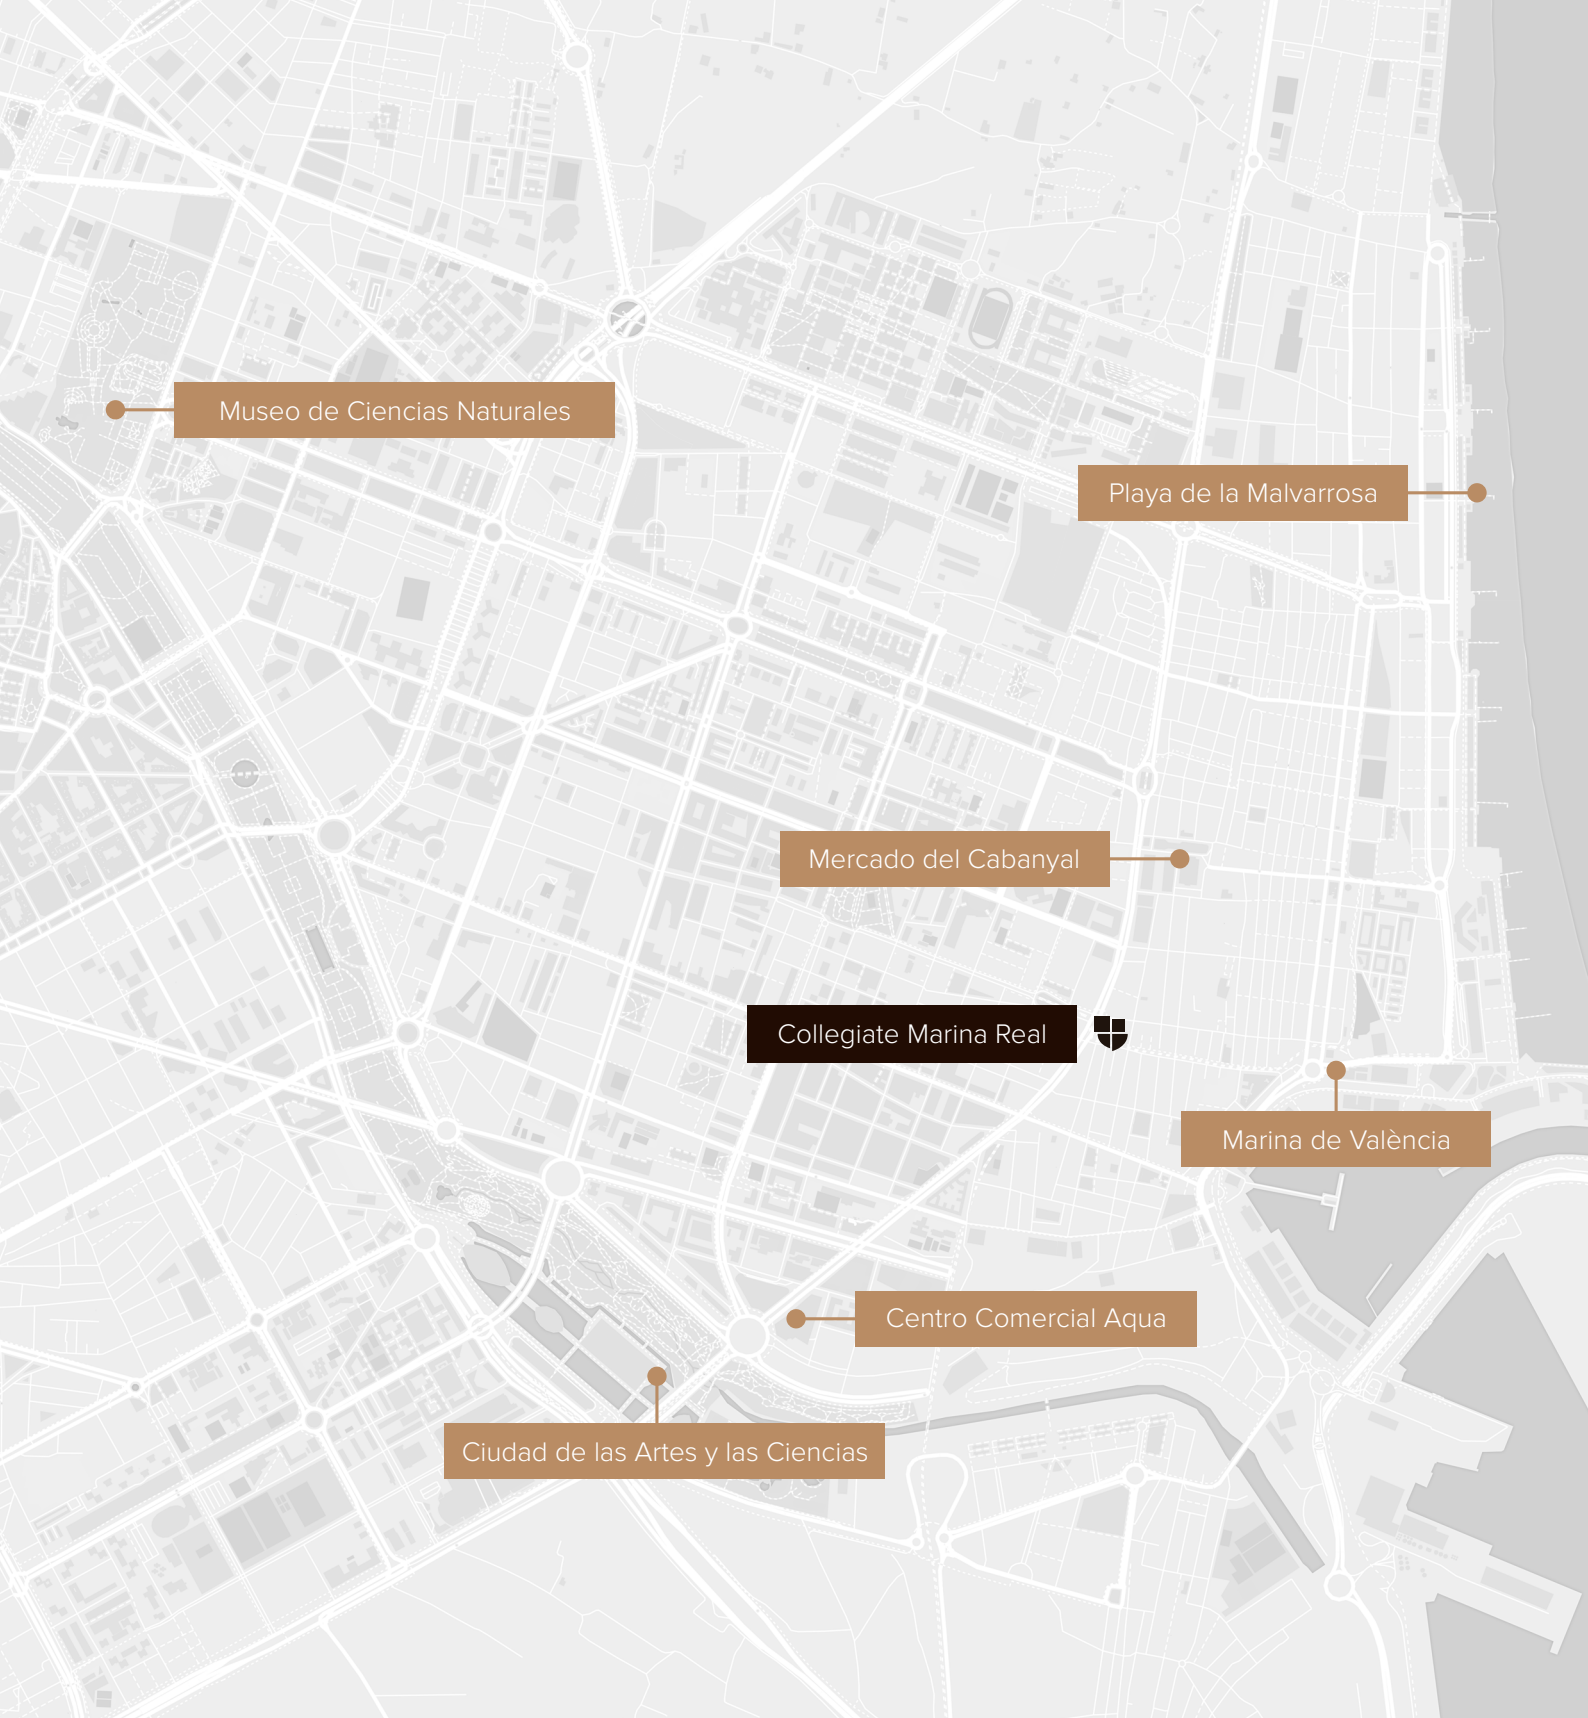 Museo de Ciencias Naturales
Playa de la Malvarrosa
Mercado del Cabanyal
Collegiate Marina Real
Marina de València
Centro Comercial Aqua
Ciudad de las Artes y las Ciencias